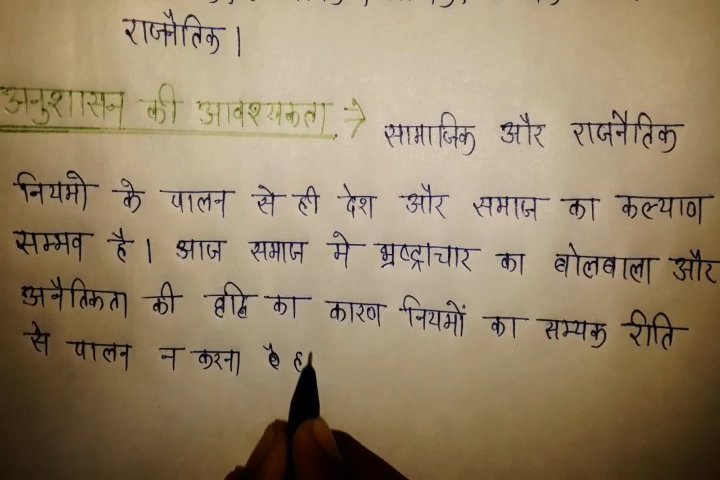 राजनैतिक।
अनुशासन की आवश्यकता → सामाजिक और राजनैतिक
नियमो के पालन से ही देश और समाज का कल्याण
सम्भव है। आज समाज मे भ्रष्ट्राचार का बोलबाला और
अनैतिकता की का कारण नियमों का सम्यक रीति
से पालन न करना है